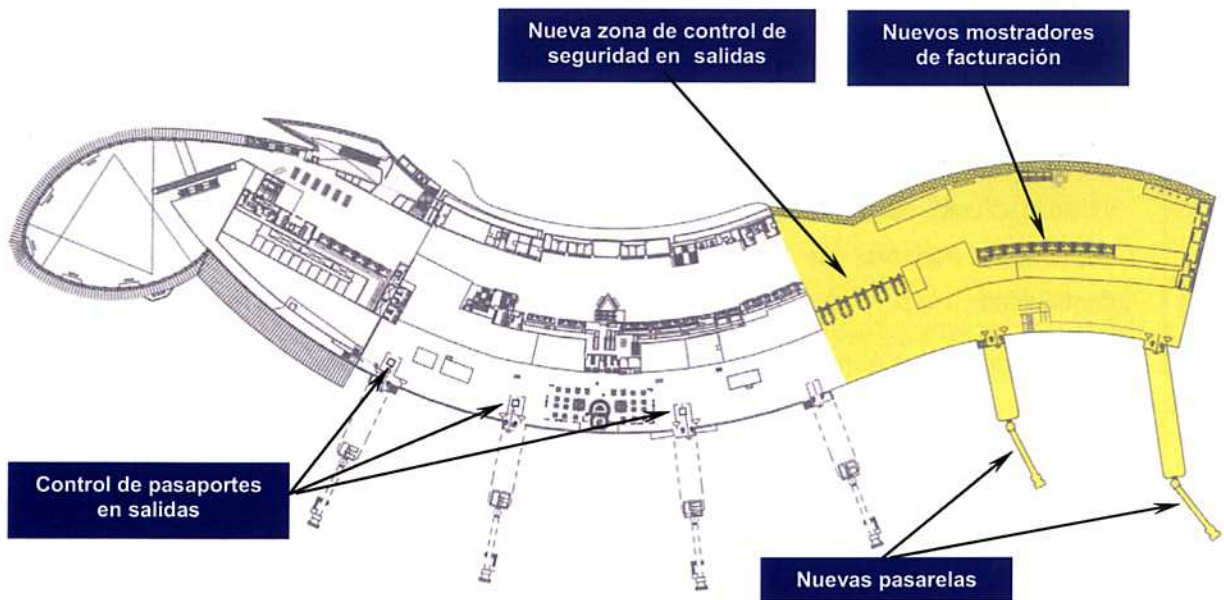 Nueva zona de control de
seguridad en salidas
Nuevos mostradores
de facturación
Control de pasaportes
en salidas
Nuevas pasarelas